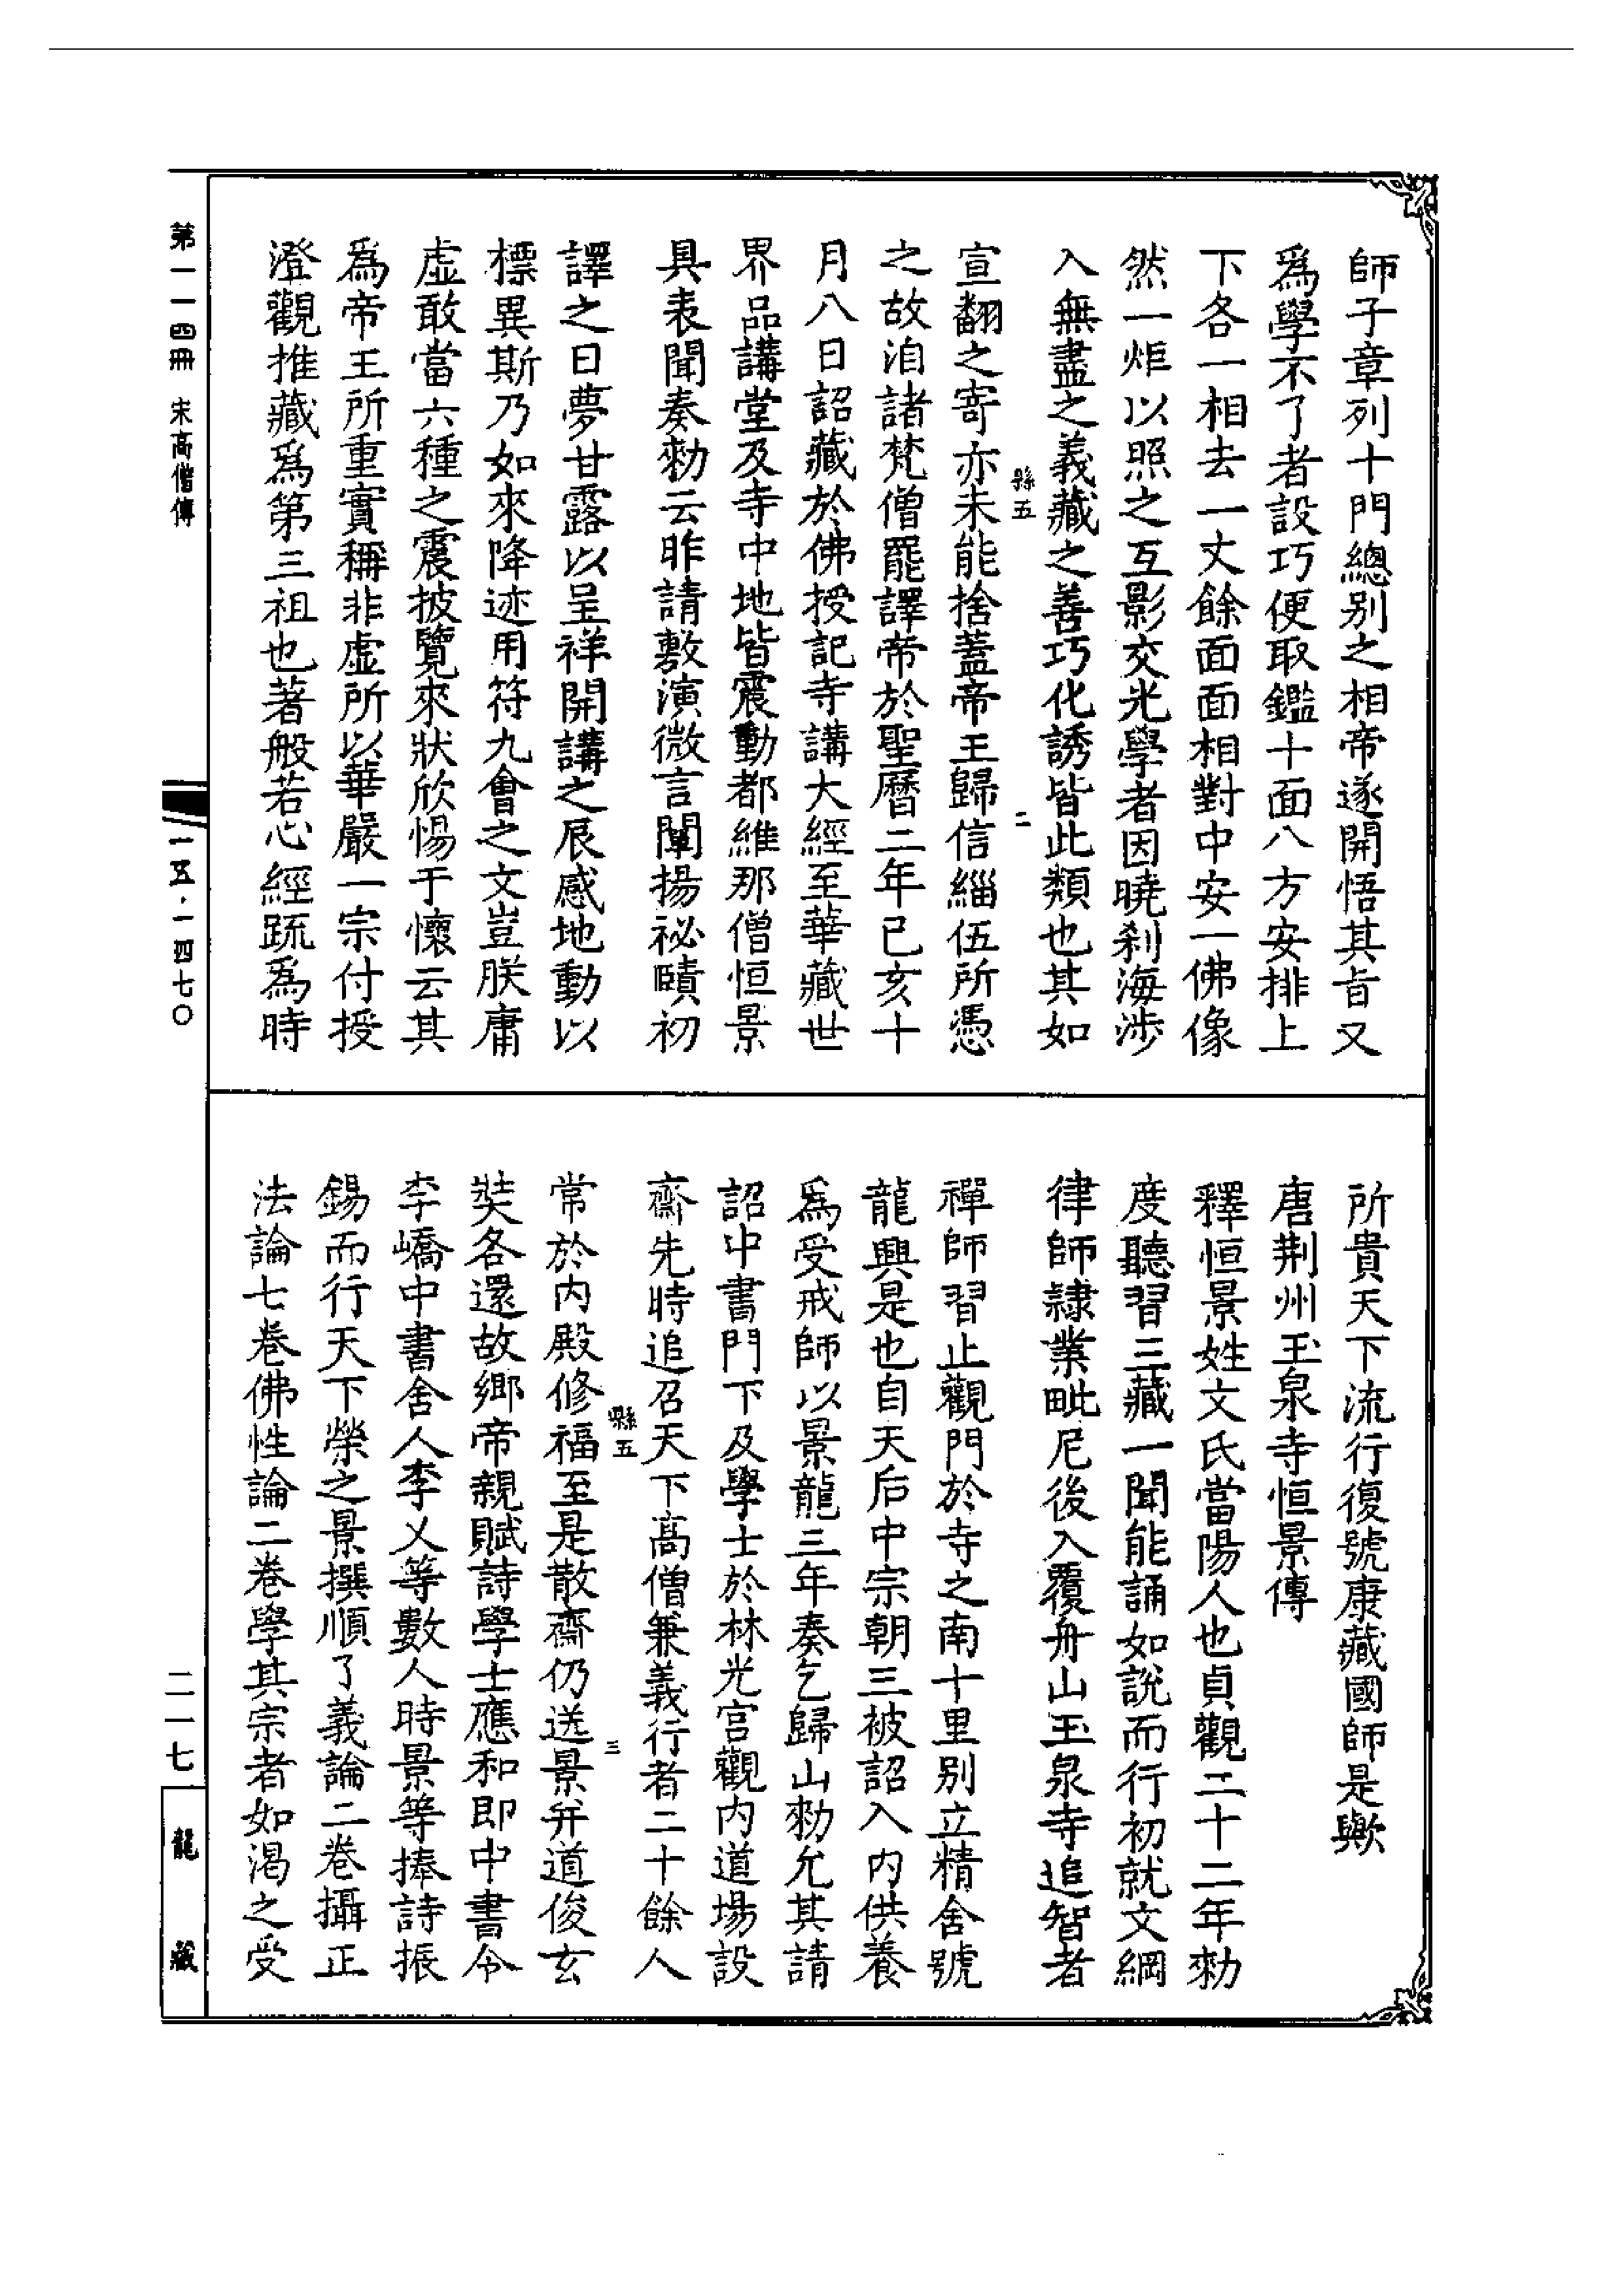 師子章列十門總別之相帝遂開悟其旨又
爲學不了者設巧便取鑑十面八方安排上
下各一相去一丈餘面面相對中安一佛像
然一炬以照之互影交光學者因曉刹海涉
入無盡之義藏之善巧化誘皆此類也其如
縣五
二
宣翻之寄亦未能捨蓋帝王歸信緇伍所憑
之故洎諸梵僧罷譯帝於聖曆二年已亥十
月八日詔藏於佛授記寺講大經至華藏世
界品講堂及寺中地皆震動都維那僧恒景
具表聞奏勑云昨請敷演微言闡揚祕賾初
譯之日夢甘露以呈祥開講之辰感地動以
標異斯乃如來降迹用符九會之文豈朕庸
虛敢當六種之震披覽來狀欣惕于懷云其
爲帝王所重實稱非虛所以華嚴一宗付授
澄觀推藏爲第三祖也著般若心經疏爲時
所貴天下流行復號康藏國師是歟
唐荆州玉泉寺恒景傳
釋恒景姓文氏當陽人也貞觀二十二年勑
度聽習三藏一聞能誦如說而行初就文綱
律師隷業毗尼後入覆舟山玉泉寺追智者
禪師習止觀門於寺之南十里別立精舍號
龍興是也自天后中宗朝三被詔入內供養
爲受戒師以景龍三年奏乞歸山勑允其請
詔中書門下及學士於林光宮觀內道場設
齋先時追召天下高僧兼義行者二十餘人
縣五
三
常於內殿修福至是散齋仍送景并道俊玄
奘各還故鄉帝親賦詩學士應和即中書令
李嶠中書舍人李乂等數人時景等捧詩振
錫而行天下榮之景撰順了義論二卷攝正
法論七卷佛性論二卷學其宗者如渴之受
第一一四冊 宋高僧傳
一五·一四七〇
二一七
龍藏